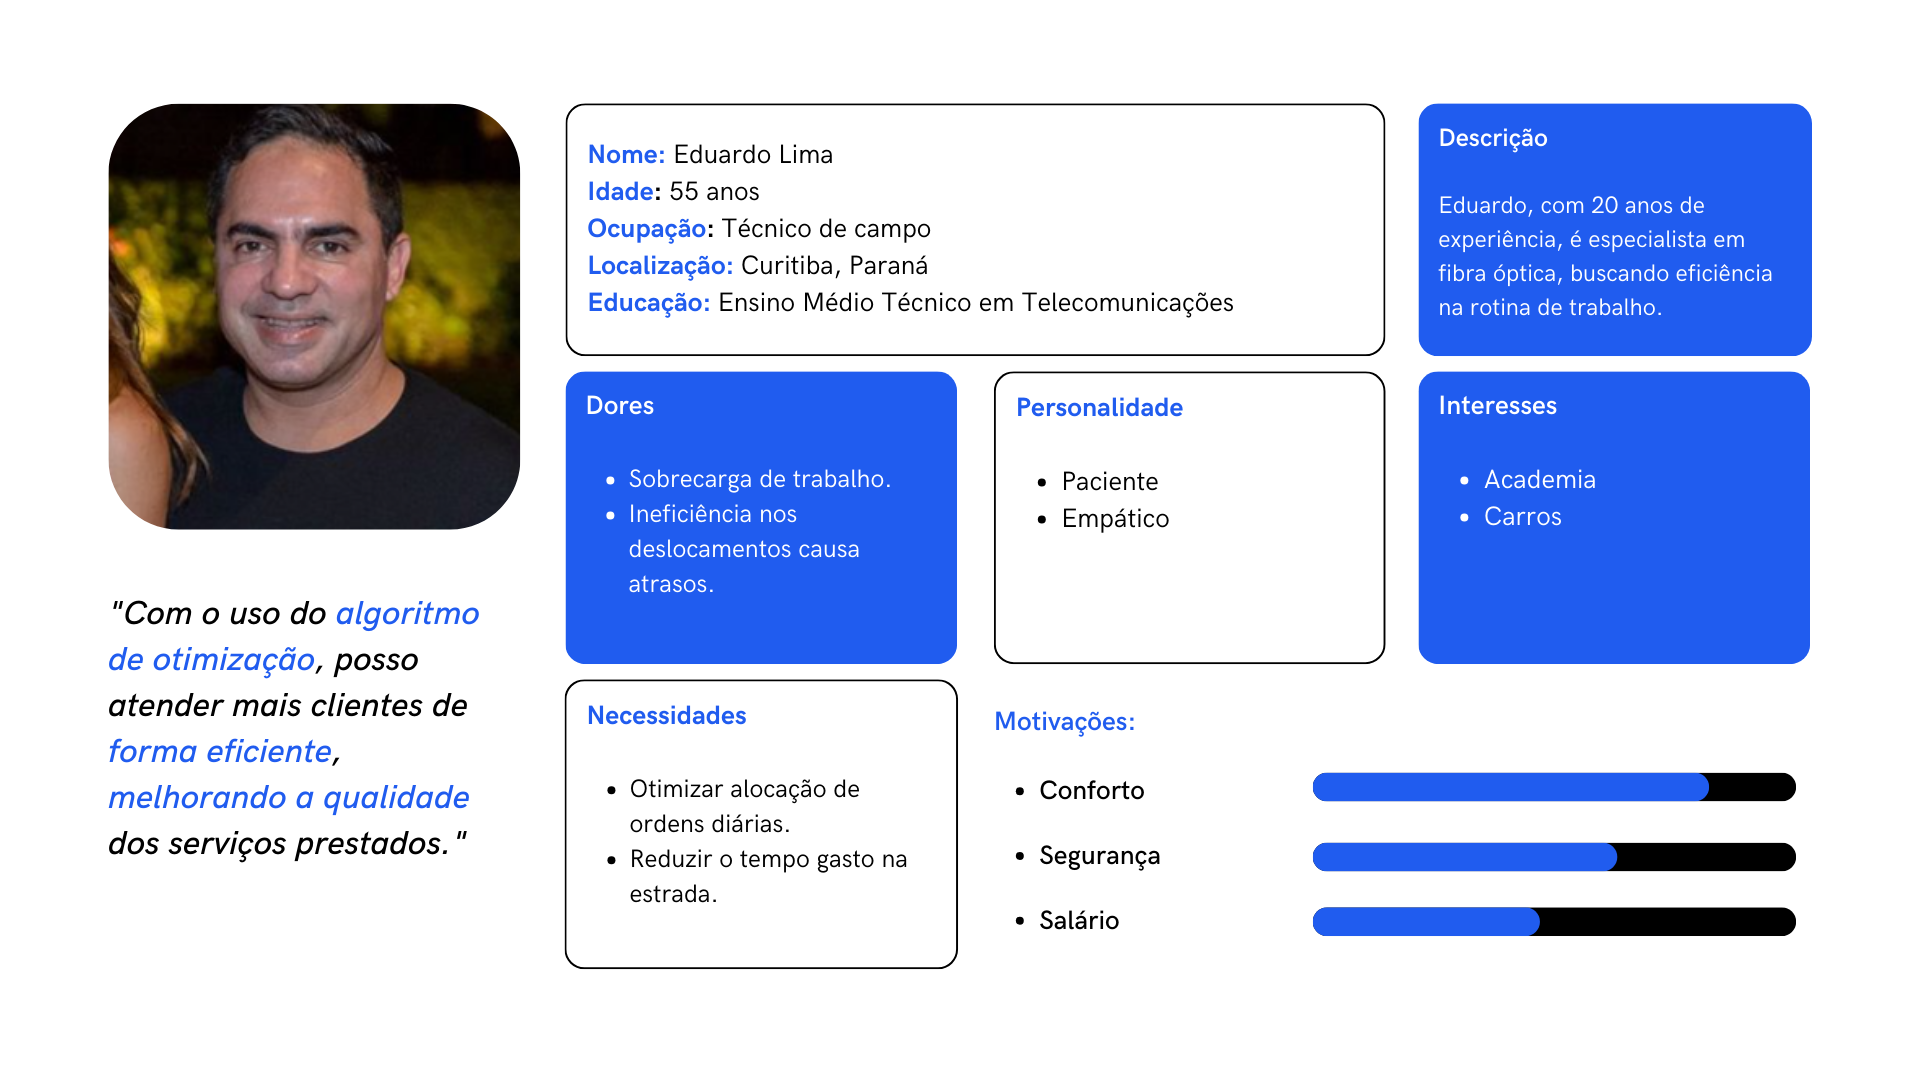 "Com o uso do algoritmo
de otimização, posso
atender mais clientes de
forma eficiente,
melhorando a qualidade
dos serviços prestados."
Nome: Eduardo Lima
Idade: 55 anos
Ocupação: Técnico de campo
Localização: Curitiba, Paraná
Educação: Ensino Médio Técnico em Telecomunicações
Descrição
Eduardo, com 20 anos de
experiência, é especialista em
fibra óptica, buscando eficiência
na rotina de trabalho.
Dores
• Sobrecarga de trabalho.
• Ineficiência nos
deslocamentos causa
atrasos.
Personalidade
• Paciente
• Empático
Interesses
• Academia
• Carros
Necessidades
• Otimizar alocação de
ordens diárias.
• Reduzir o tempo gasto na
estrada.
Motivações:
• Conforto
• Segurança
• Salário